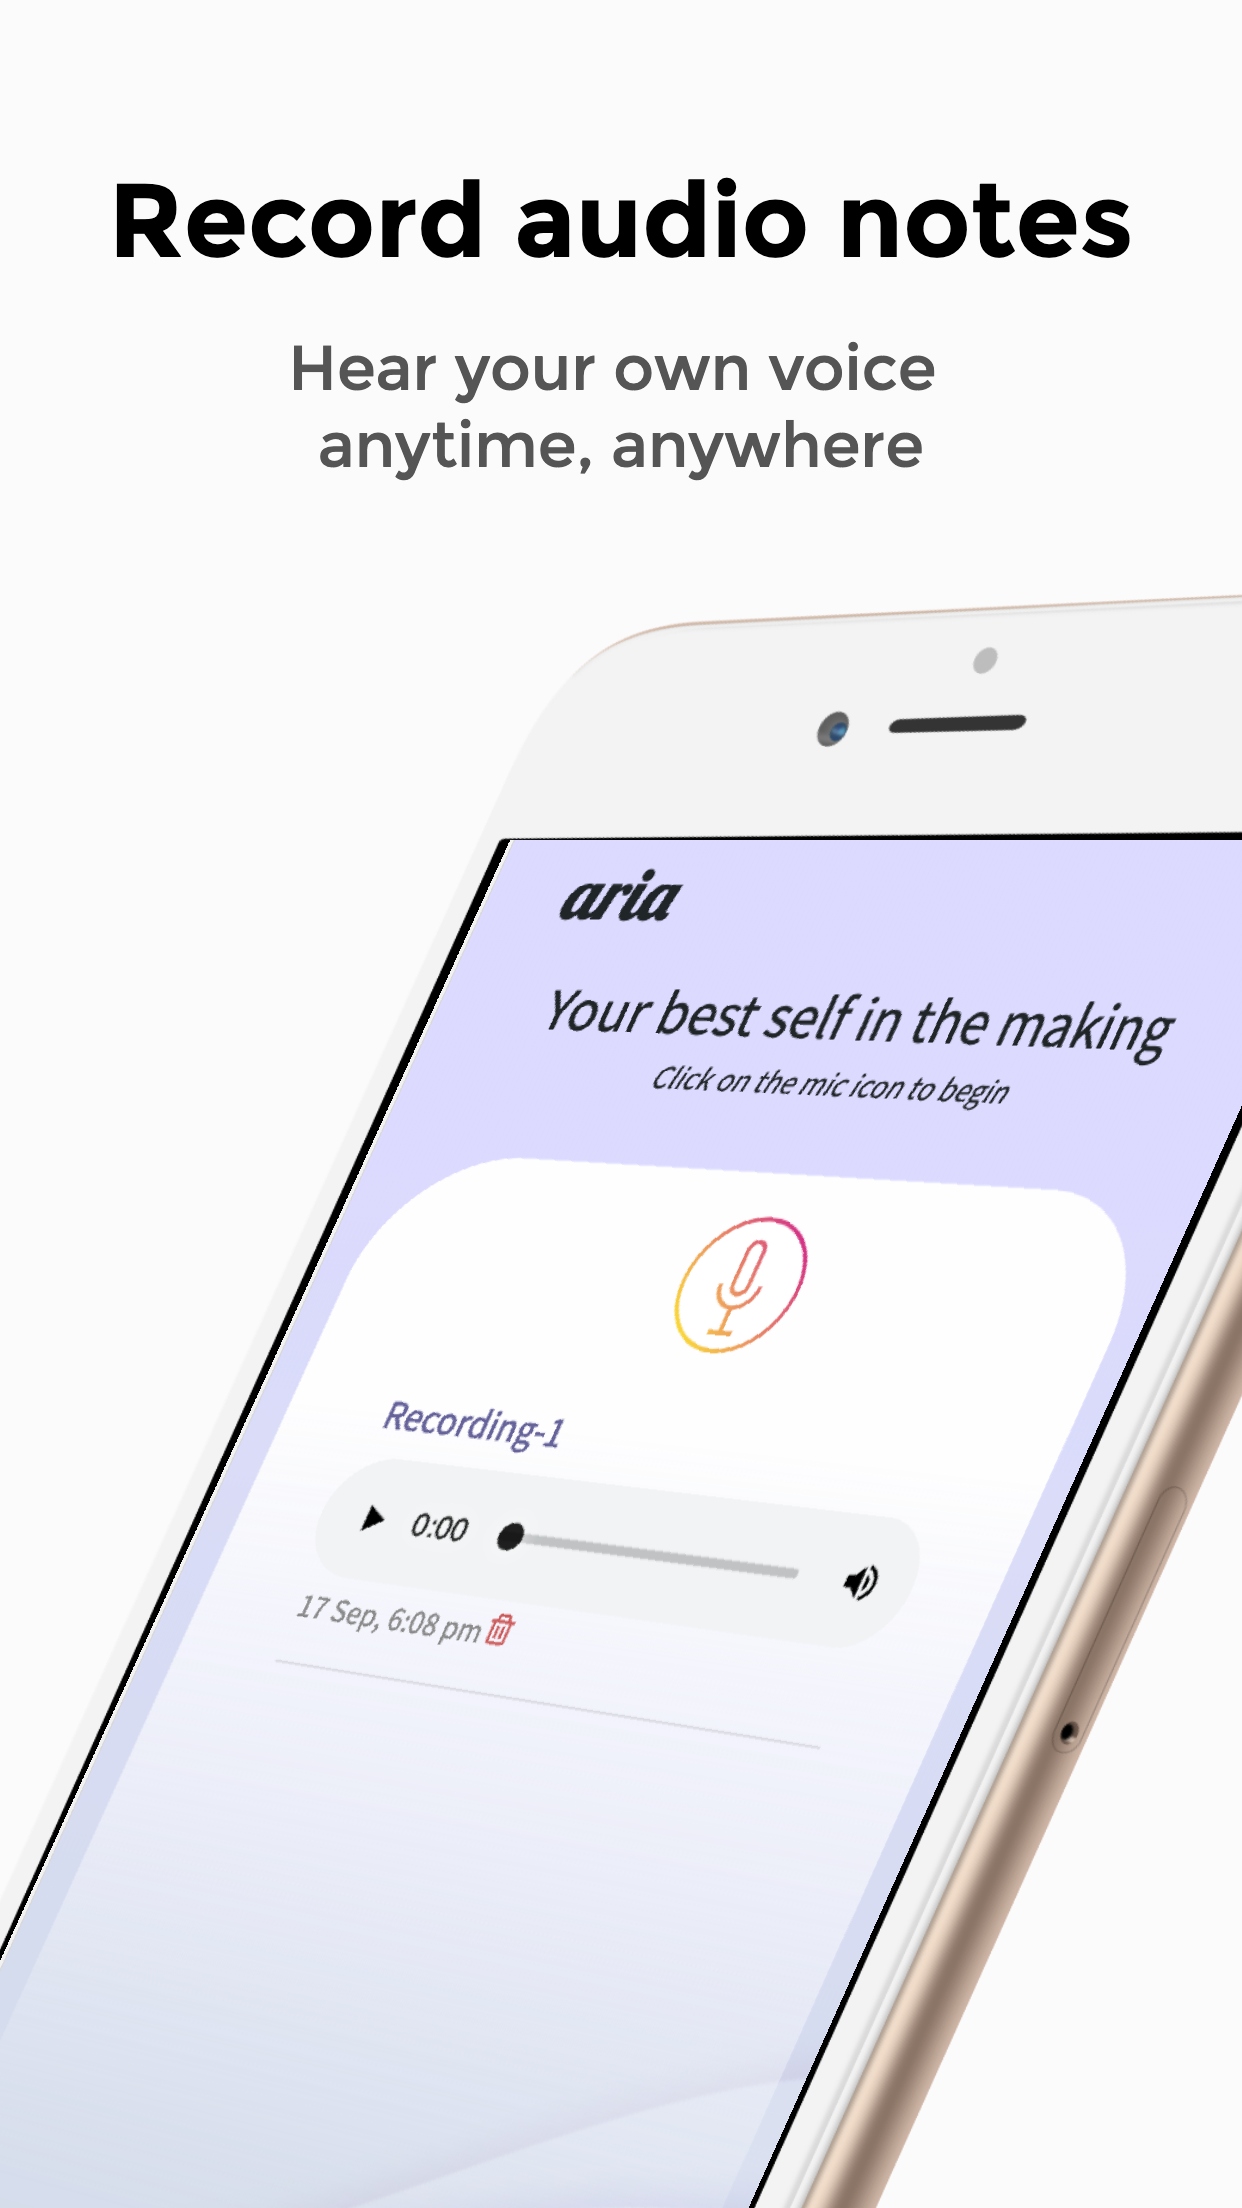 Record audio notes
Hear your own voice
anytime, anywhere
aria
Your best self in the making
Click on the mic icon to begin
Recording-1
0:00
17 Sep, 6:08 pm